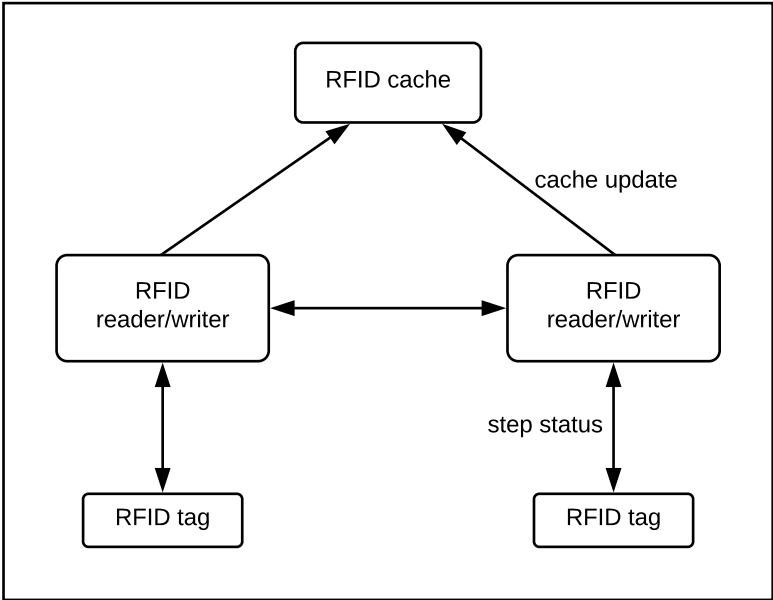 RFID cache
cache update
RFID
reader/writer
RFID
reader/writer
step status
RFID tag
RFID tag